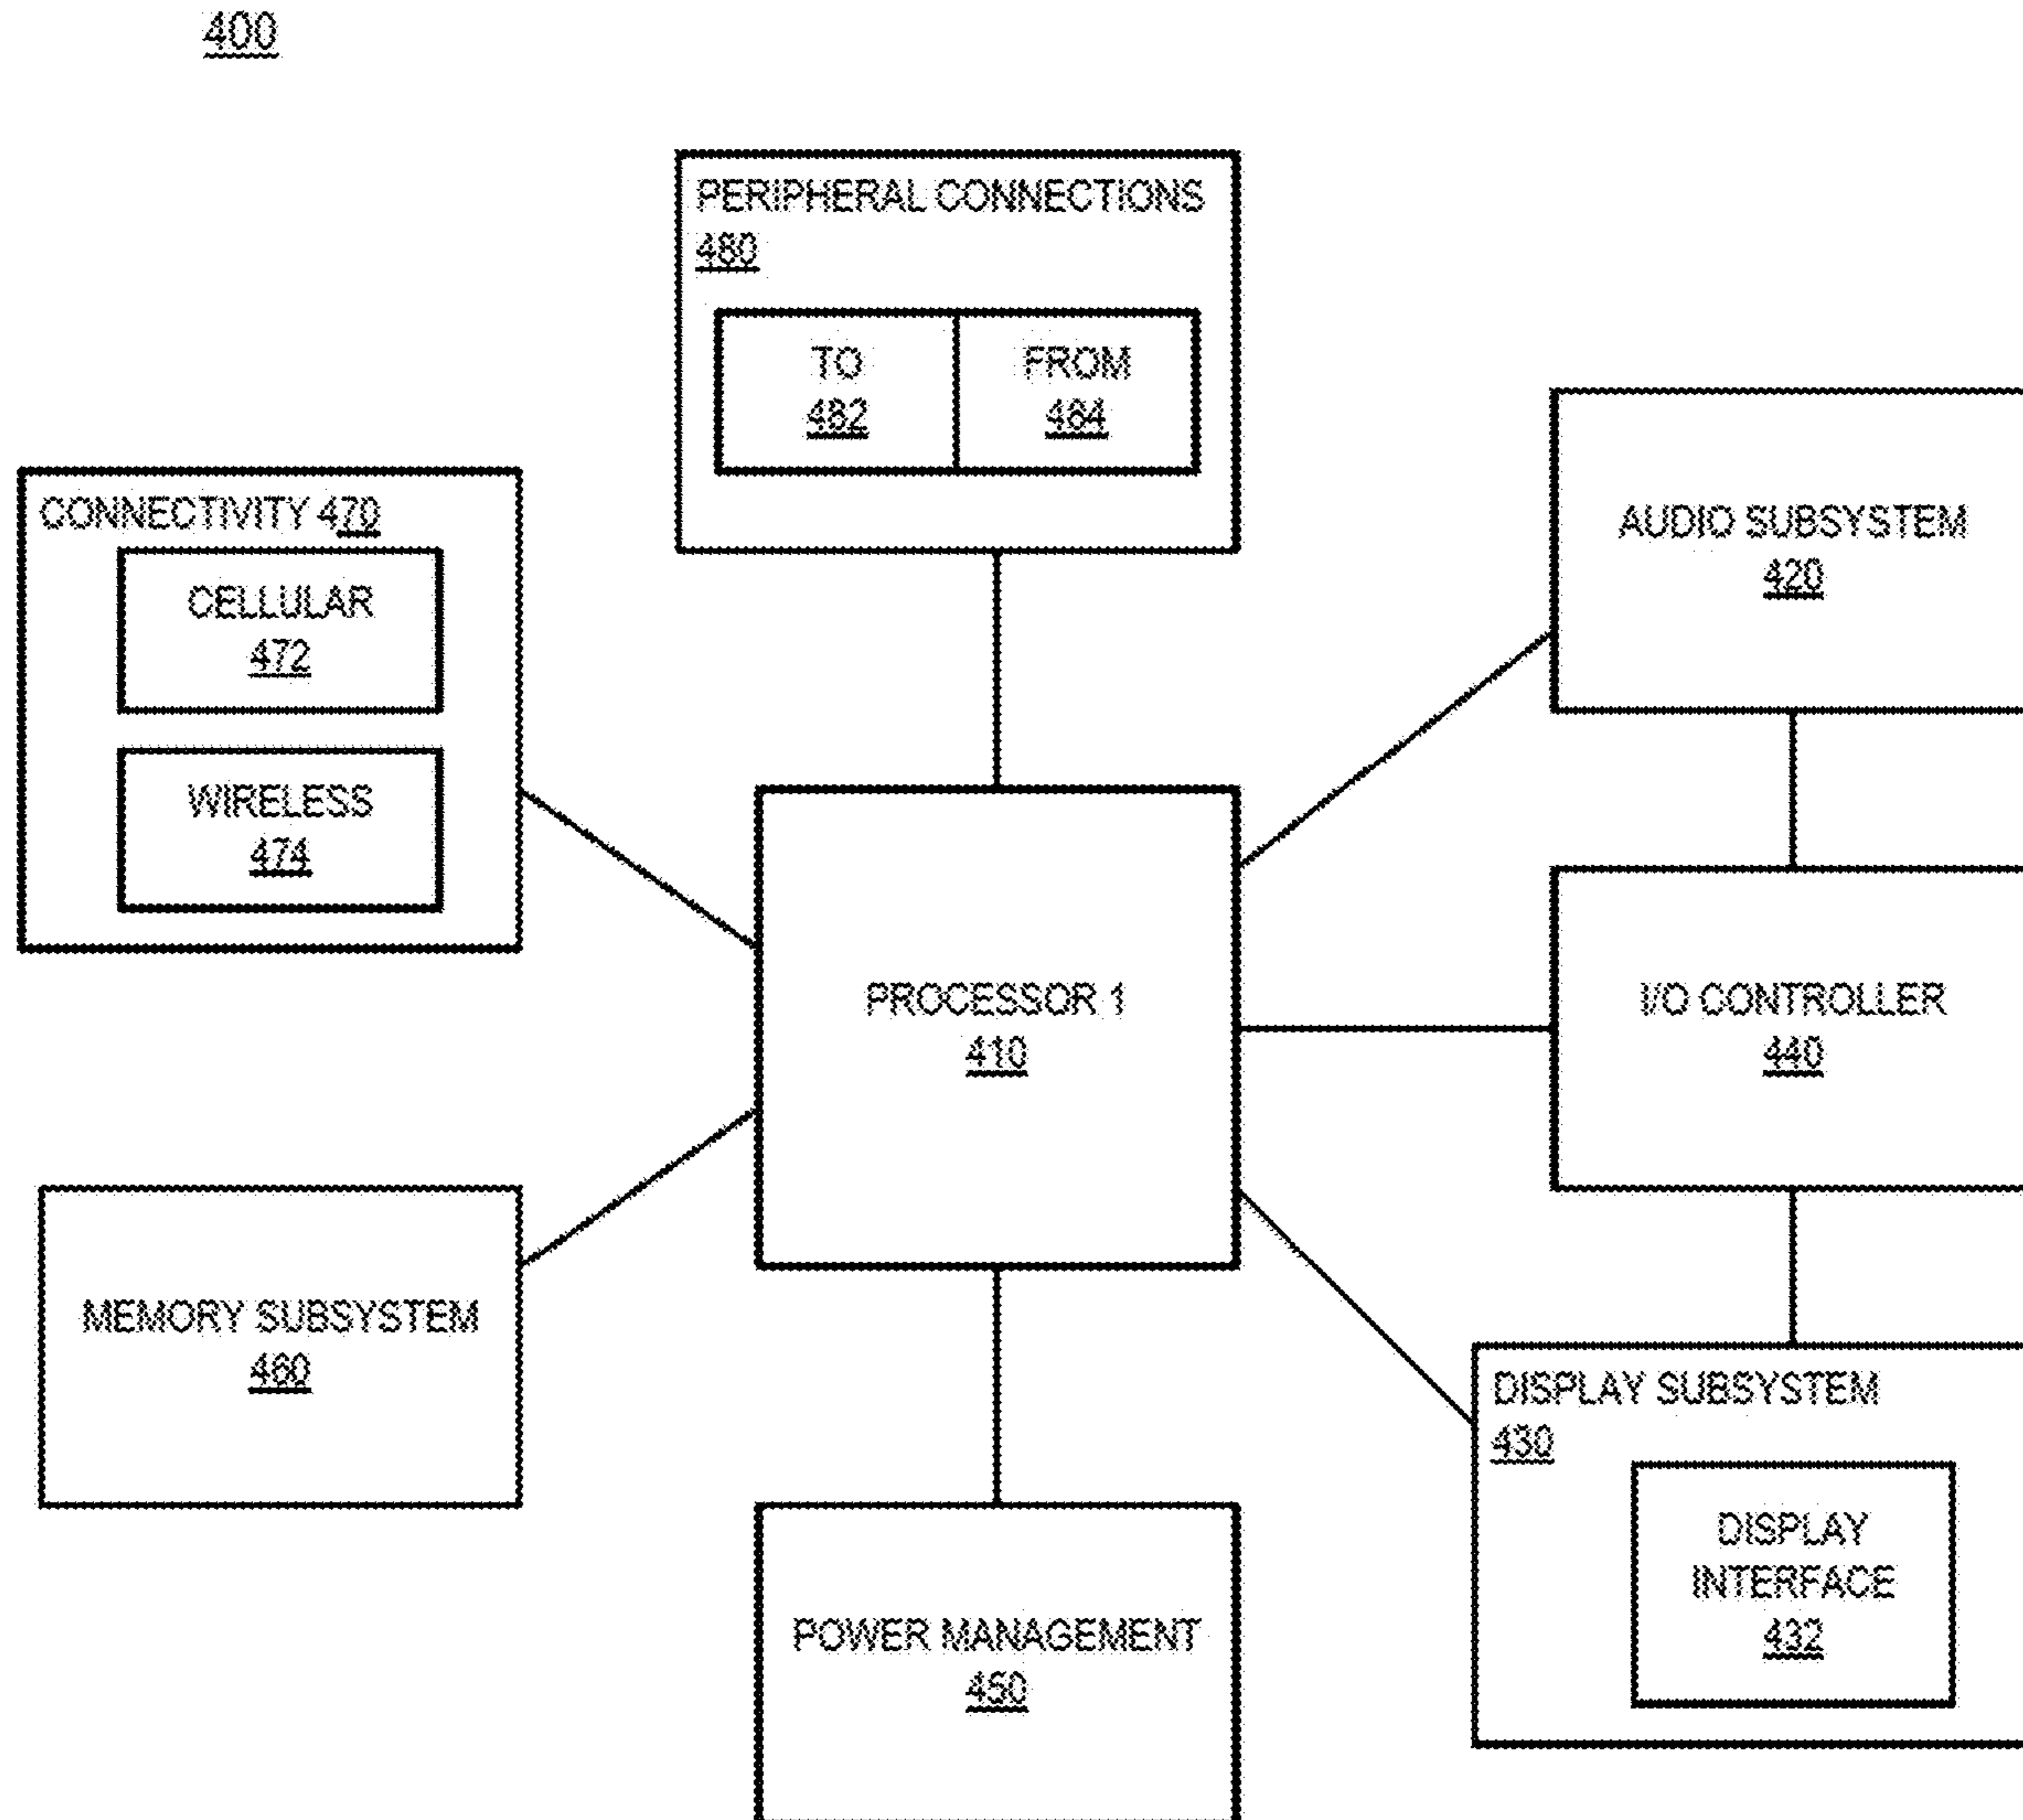 400
PERIPHERAL CONNECTIONS
480
TO
482
FROM
484
CONNECTIVITY 470
CELLULAR
472
WIRELESS
474
AUDIO SUBSYSTEM
420
PROCESSOR 1
410
I/O CONTROLLER
440
MEMORY SUBSYSTEM
460
DISPLAY SUBSYSTEM
430
DISPLAY
INTERFACE
432
POWER MANAGEMENT
450